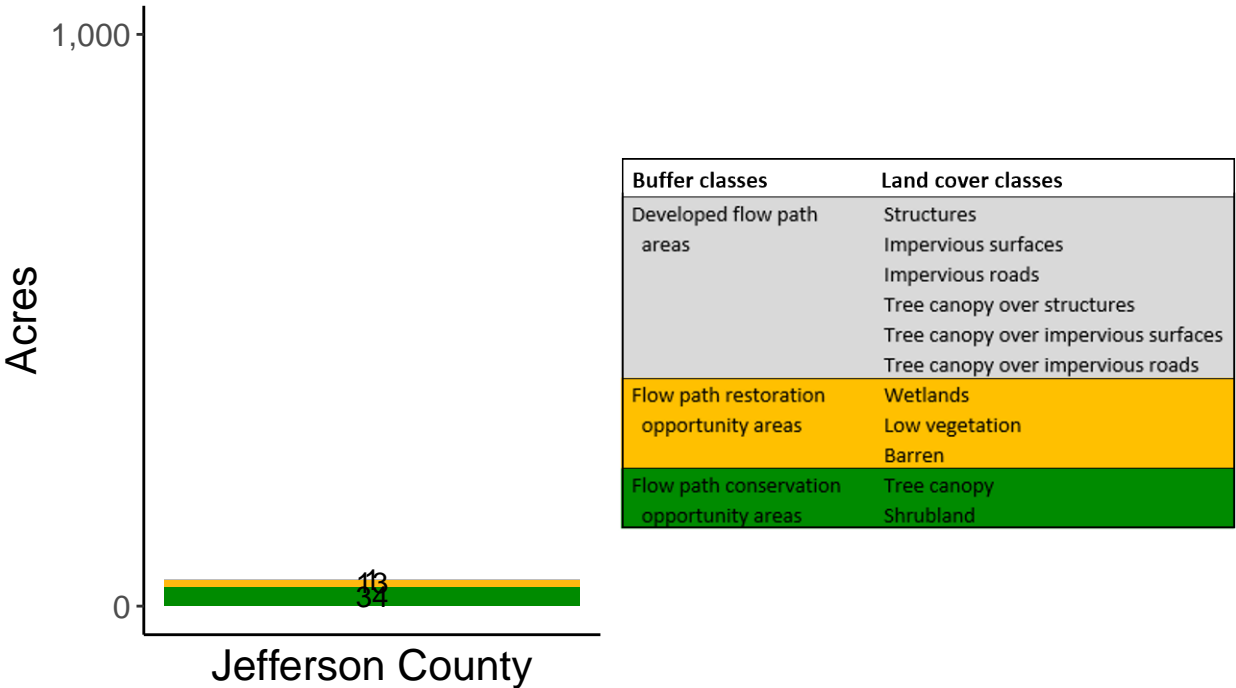 1,000
Acres
0
1
13
34
Jefferson County
Buffer classes Land cover classes
Developed flow path Structures
areas Impervious surfaces
Impervious roads
Tree canopy over structures
Tree canopy over impervious surfaces
Tree canopy over impervious roads
Flow path restoration Wetlands
opportunity areas Low vegetation
Barren
Flow path conservation Tree canopy
opportunity areas Shrubland